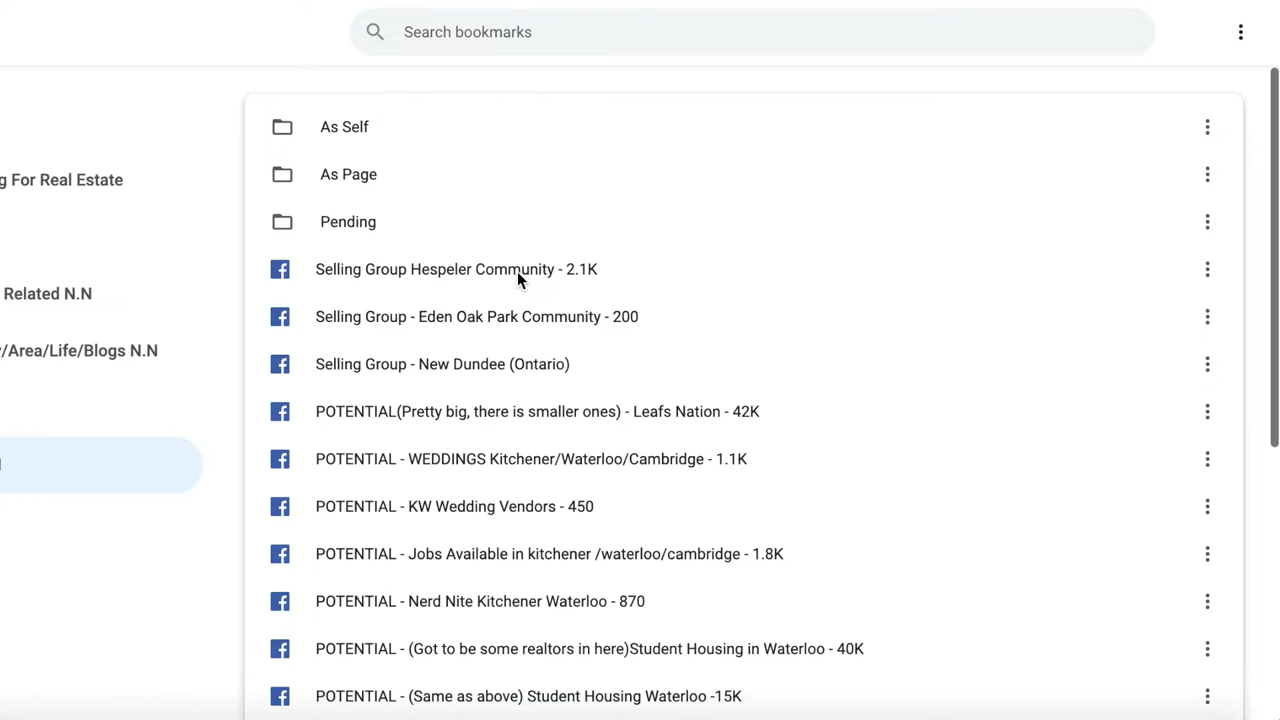 Search bookmarks
As Self
As Page
g For Real Estate
Pending
Selling Group Hespeler Community - 2.1K
Related N.N
Selling Group - Eden Oak Park Community - 200
/Area/Life/Blogs N.N
Selling Group - New Dundee (Ontario)
POTENTIAL(Pretty big, there is smaller ones) - Leafs Nation - 42K
POTENTIAL - WEDDINGS Kitchener/Waterloo/Cambridge - 1.1K
POTENTIAL - KW Wedding Vendors - 450
POTENTIAL - Jobs Available in kitchener /waterloo/cambridge - 1.8K
POTENTIAL - Nerd Nite Kitchener Waterloo - 870
POTENTIAL - (Got to be some realtors in here)Student Housing in Waterloo - 40K
POTENTIAL - (Same as above) Student Housing Waterloo -15K